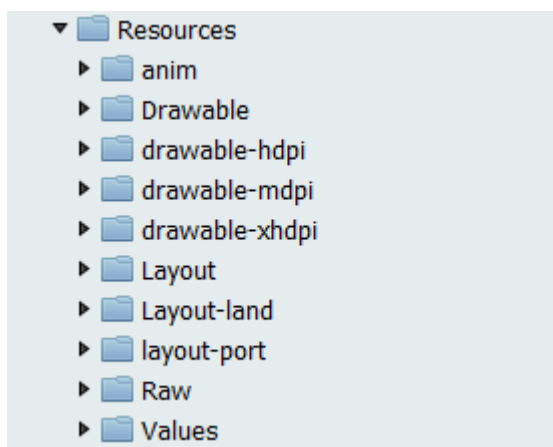 Resources
anim
Drawable
drawable-hdpi
drawable-mdpi
drawable-xhdpi
Layout
Layout-land
layout-port
Raw
Values